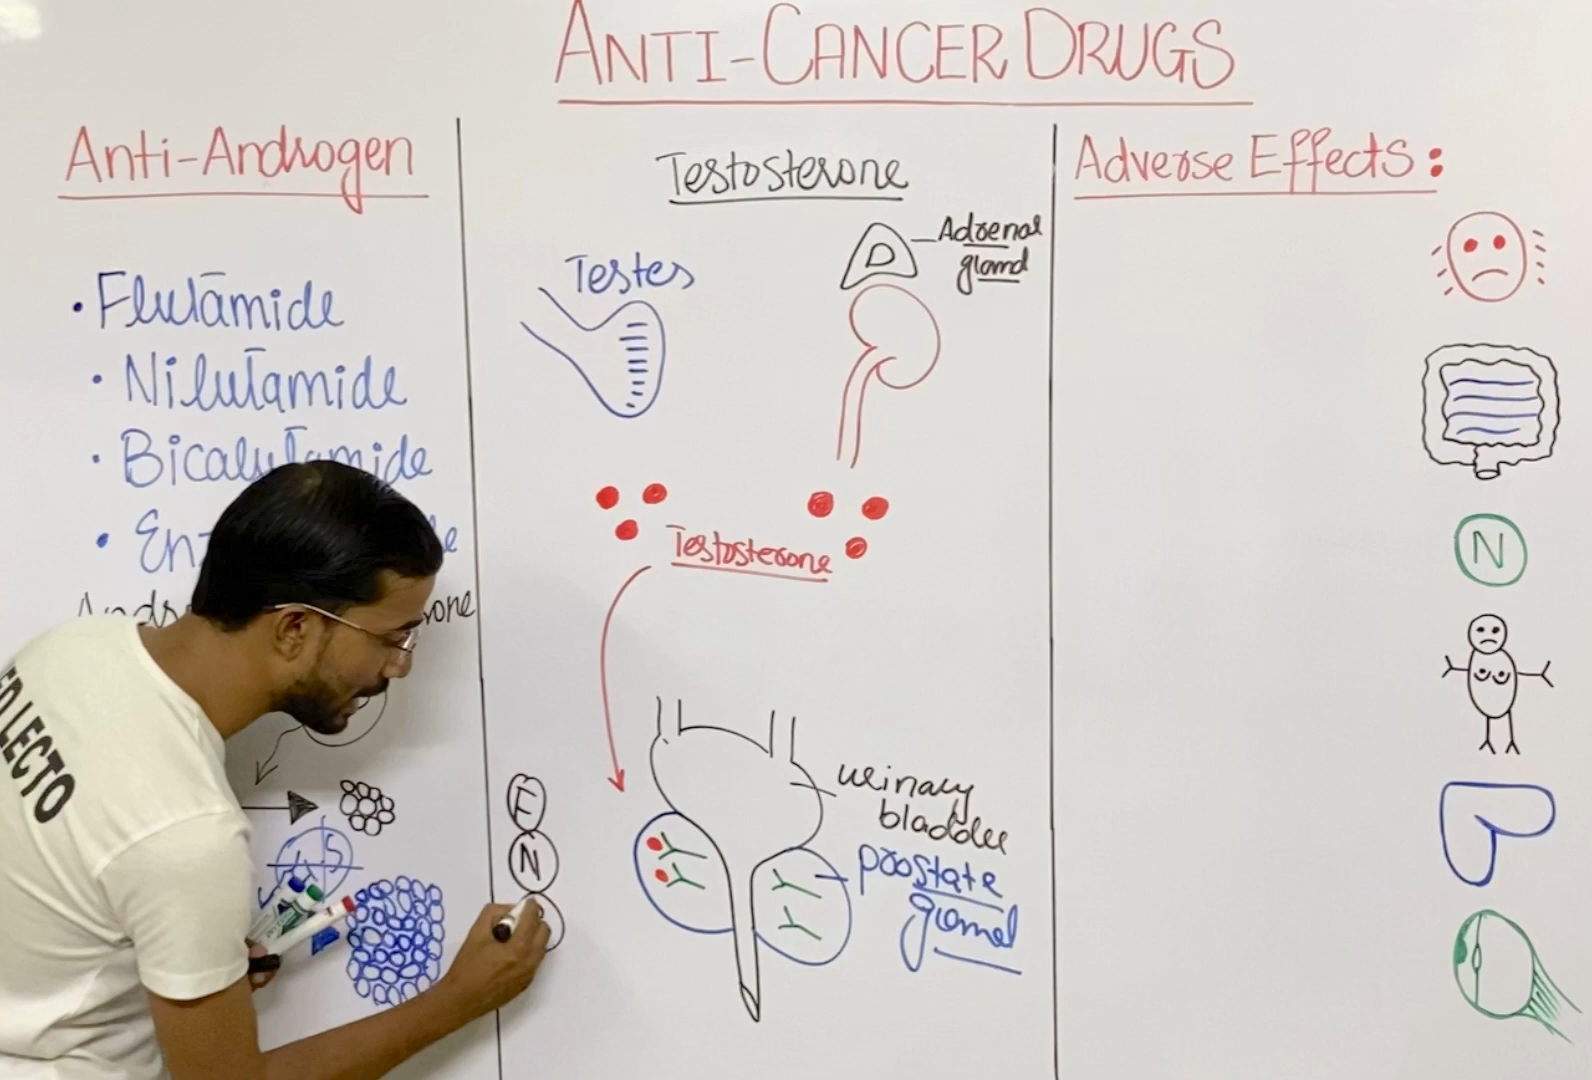 ANTI-CANCER DRUGS
Anti-Androgen
• Flutamide
• Nilutamide
• Bicalutamide
Testosterone
Testes
Adrenal
gland
Testosterone
urinary
bladder
prostate
gland
F
N
Adverse Effects:
N
LECTO